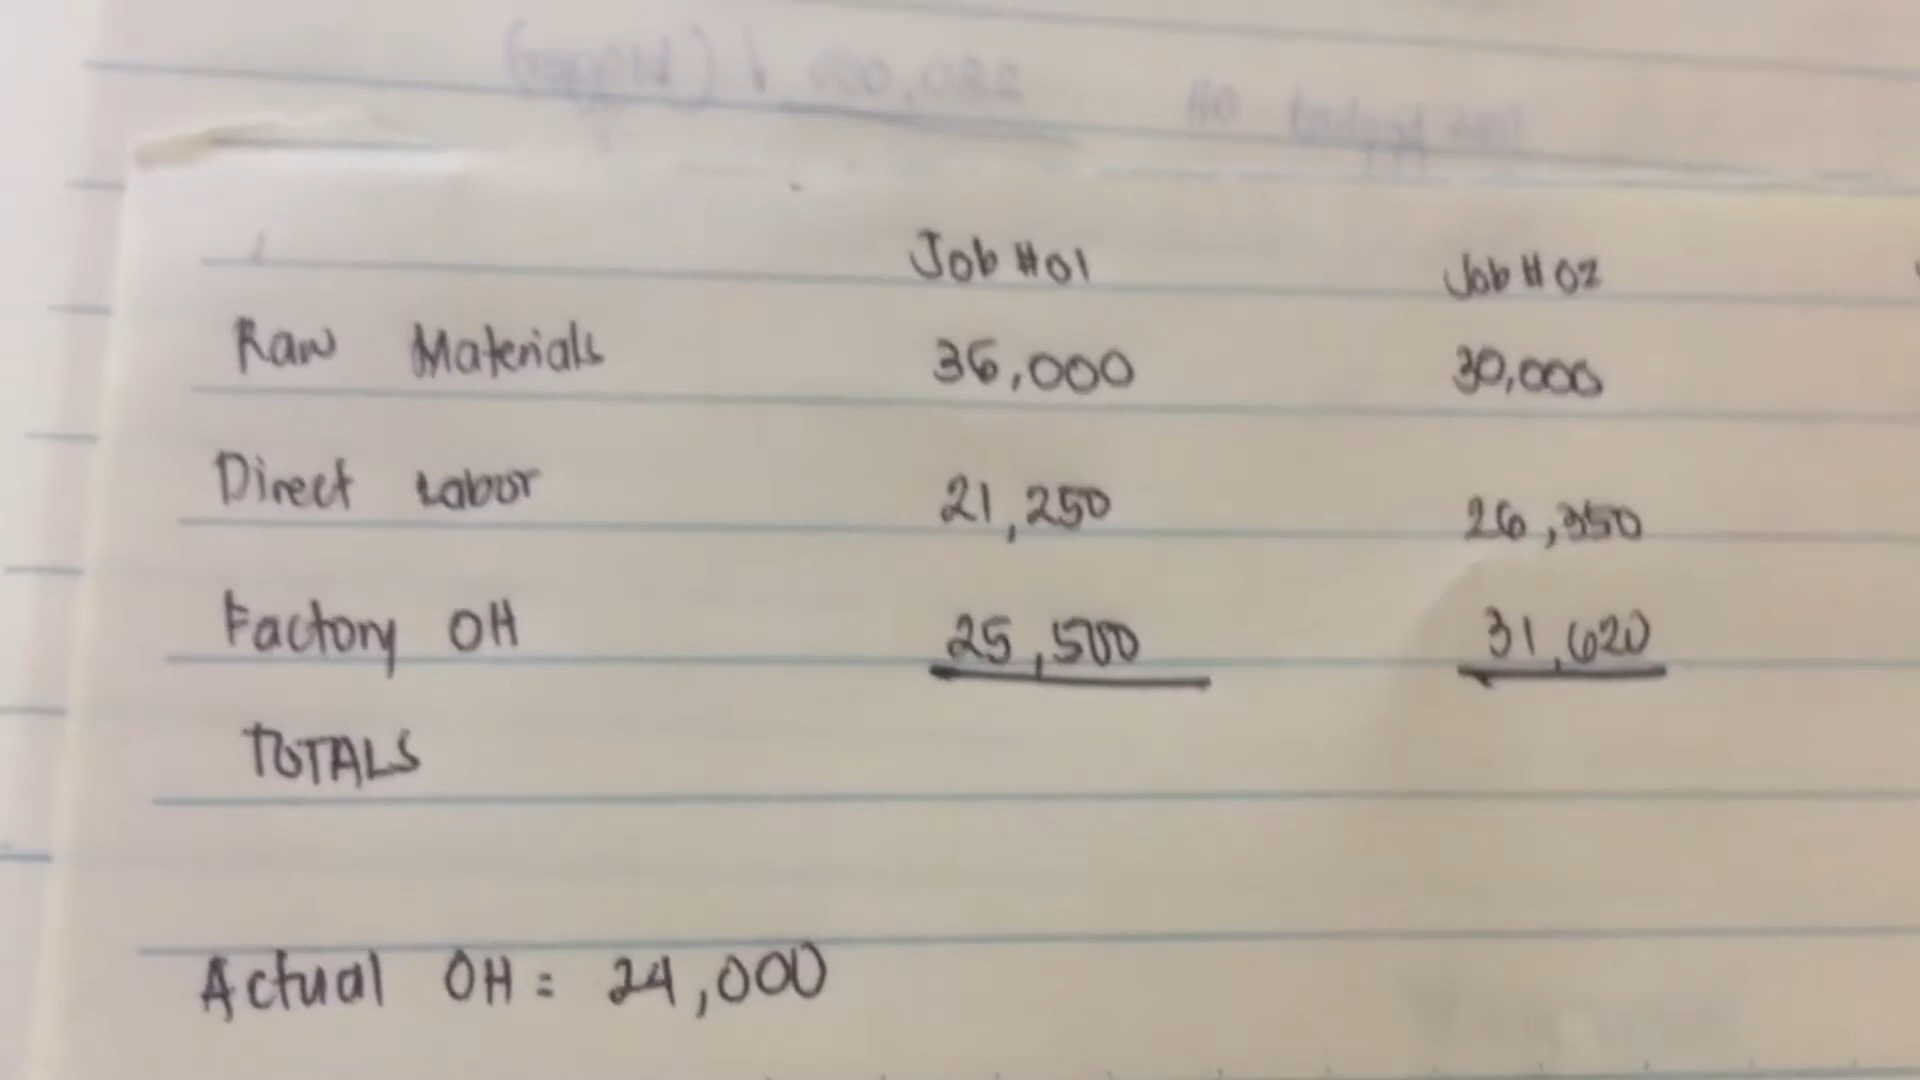 Job #01 Job #02
Raw Materials 36,000 30,000
Direct Labor 21,250 26,350
Factory OH 25,500 31,620
TOTALS
Actual OH = 24,000